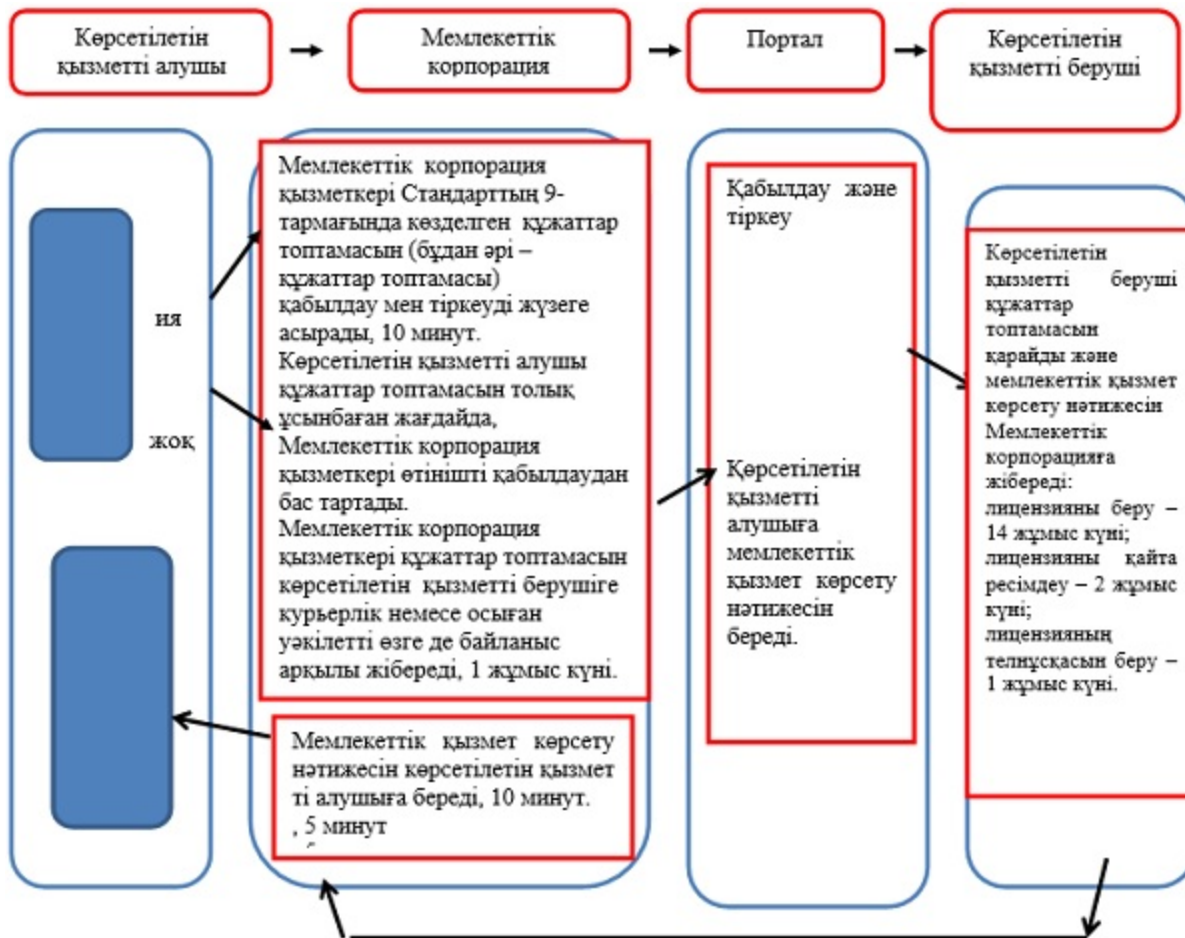 Көрсетілетін
қызметті алушы
Мемлекеттік
корпорация
Портал
Көрсетілетін
қызметті беруші
ия
жоқ
Мемлекеттік корпорация
қызметкері Стандарттың 9-
тармағында көзделген құжаттар
топтамасын (бұдан әрі –
құжаттар топтамасы)
қабылдау мен тіркеуді жүзеге
асырады, 10 минут.
Көрсетілетін қызметті алушы
құжаттар топтамасын толық
ұсынбаған жағдайда,
Мемлекеттік корпорация
қызметкері өтінішті қабылдаудан
бас тартады.
Мемлекеттік корпорация
қызметкері құжаттар топтамасын
көрсетілетін қызметті берушіге
курьерлік немесе осыған
уәкілетті өзге де байланыс
арқылы жібереді, 1 жұмыс күні.
Мемлекеттік қызмет көрсету
нәтижесін көрсетілетін қызмет
ті алушыға береді, 10 минут.
, 5 минут
Қабылдау және
тіркеу
Қөрсетілетін
қызметті
алушыға
мемлекеттік
қызмет көрсету
нәтижесін
береді.
Көрсетілетін
қызметті беруші
құжаттар
топтамасын
қарайды және
мемлекеттік қызмет
көрсету нәтижесін
Мемлекеттік
корпорацияға
жібереді:
лицензияны беру –
14 жұмыс күні;
лицензияны қайта
ресімдеу – 2 жұмыс
күні;
лицензияның
телнұсқасын беру –
1 жұмыс күні.